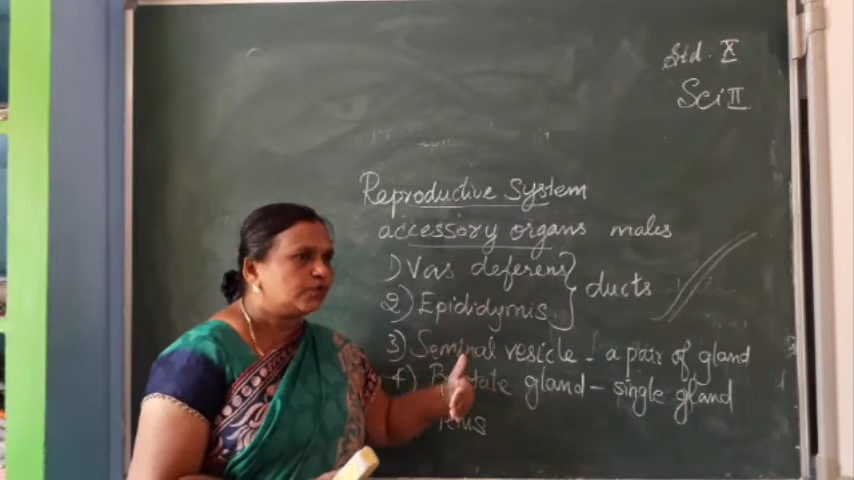 Std. X
Sci II
Reproductive System
accessory organs males
1) Vas deferens
2) Epididymis } ducts
3) Seminal vesicle - a pair of gland
4) gland - single gland